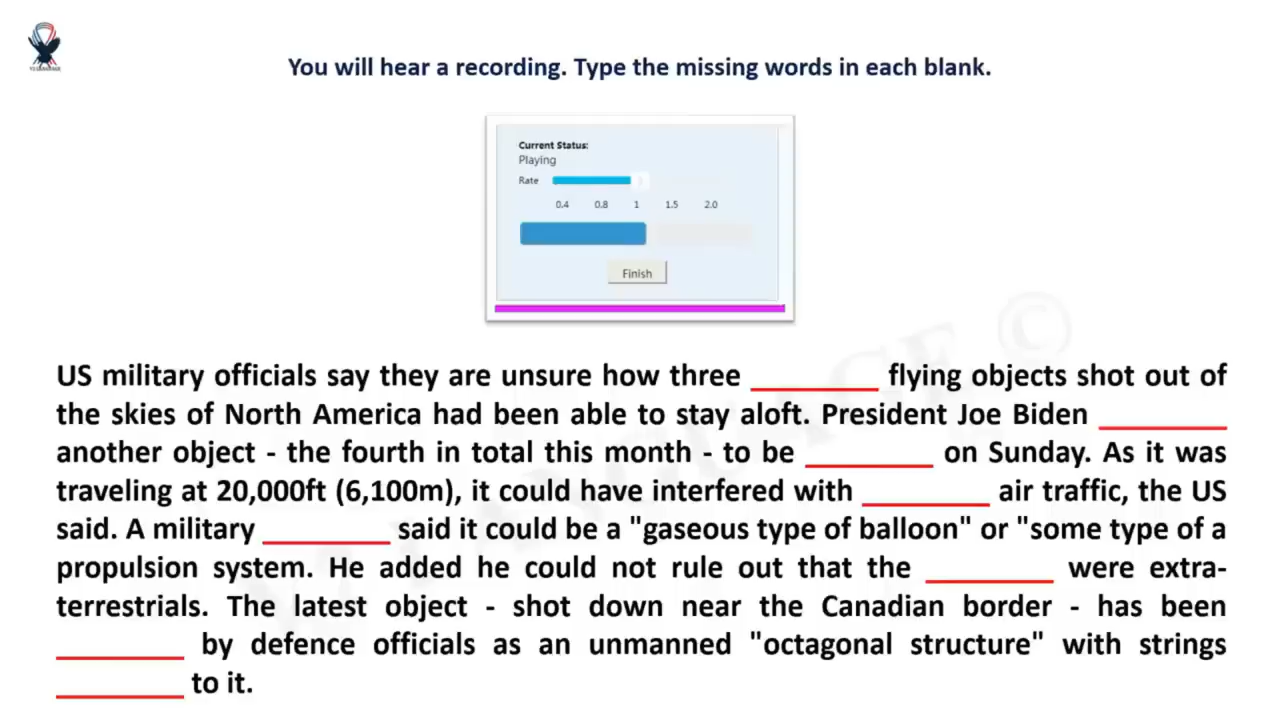 You will hear a recording. Type the missing words in each blank.
Current Status:
Playing
Rate
0.4 0.8 1 1.5 2.0
Finish
US military officials say they are unsure how three _________ flying objects shot out of
the skies of North America had been able to stay aloft. President Joe Biden _________
another object - the fourth in total this month - to be _________ on Sunday. As it was
traveling at 20,000ft (6,100m), it could have interfered with _________ air traffic, the US
said. A military _________ said it could be a "gaseous type of balloon" or "some type of a
propulsion system. He added he could not rule out that the _________ were extra-
terrestrials. The latest object - shot down near the Canadian border - has been
_________ by defence officials as an unmanned "octagonal structure" with strings
_________ to it.